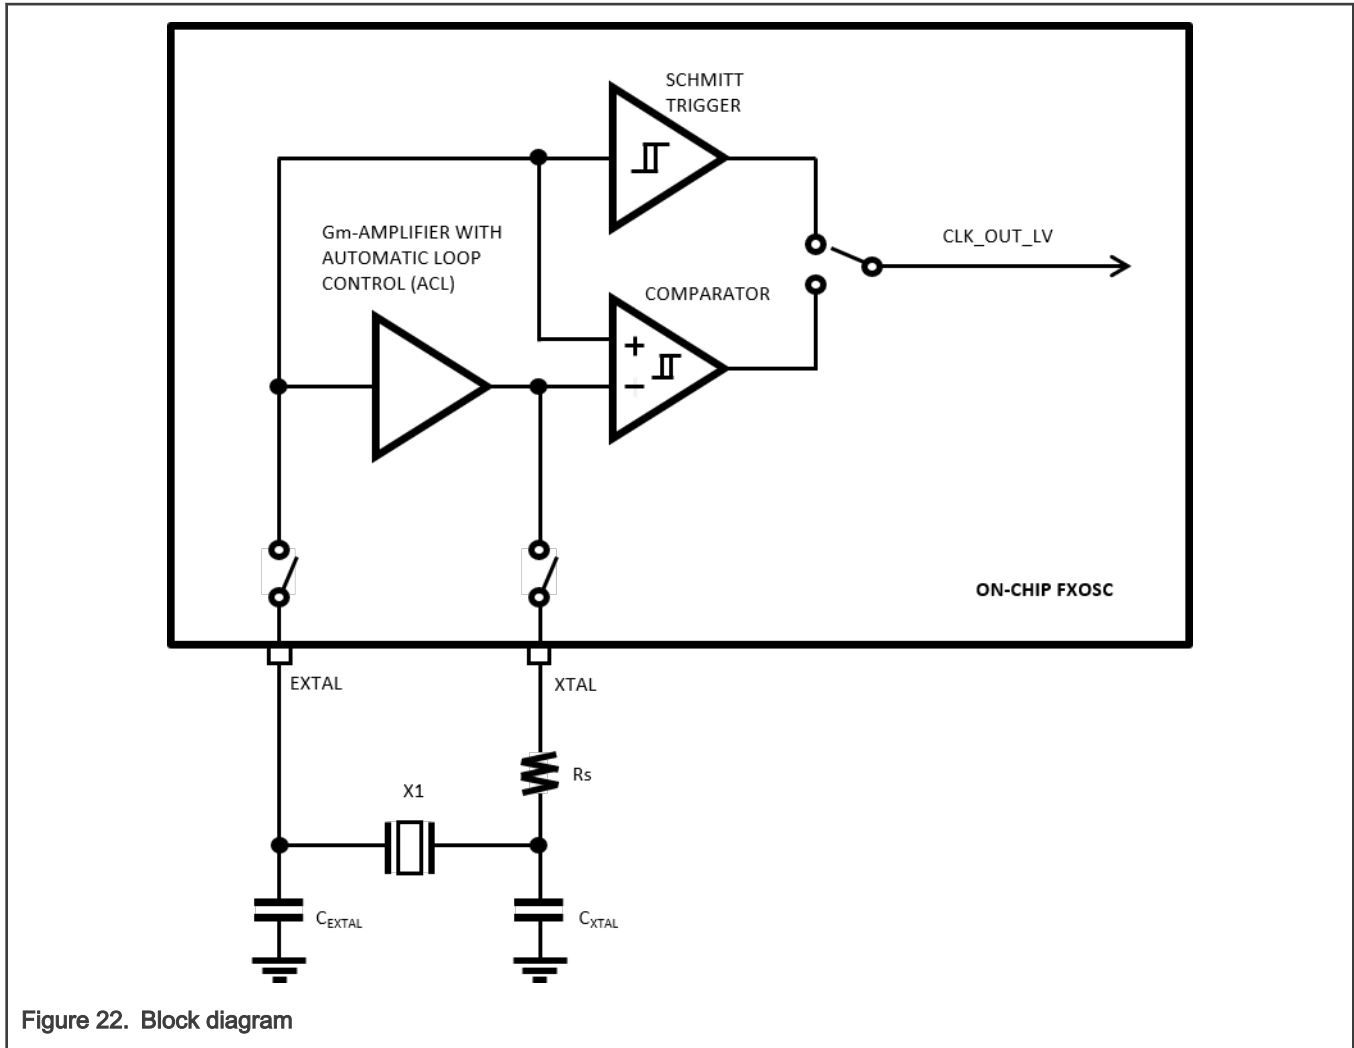 SCHMITT
TRIGGER
Gm-AMPLIFIER WITH
AUTOMATIC LOOP
CONTROL (ACL)
CLK_OUT_LV
COMPARATOR
+
−
ON-CHIP FXOSC
EXTAL
XTAL
Rs
X1
CEXTAL
CXTAL
Figure 22. Block diagram